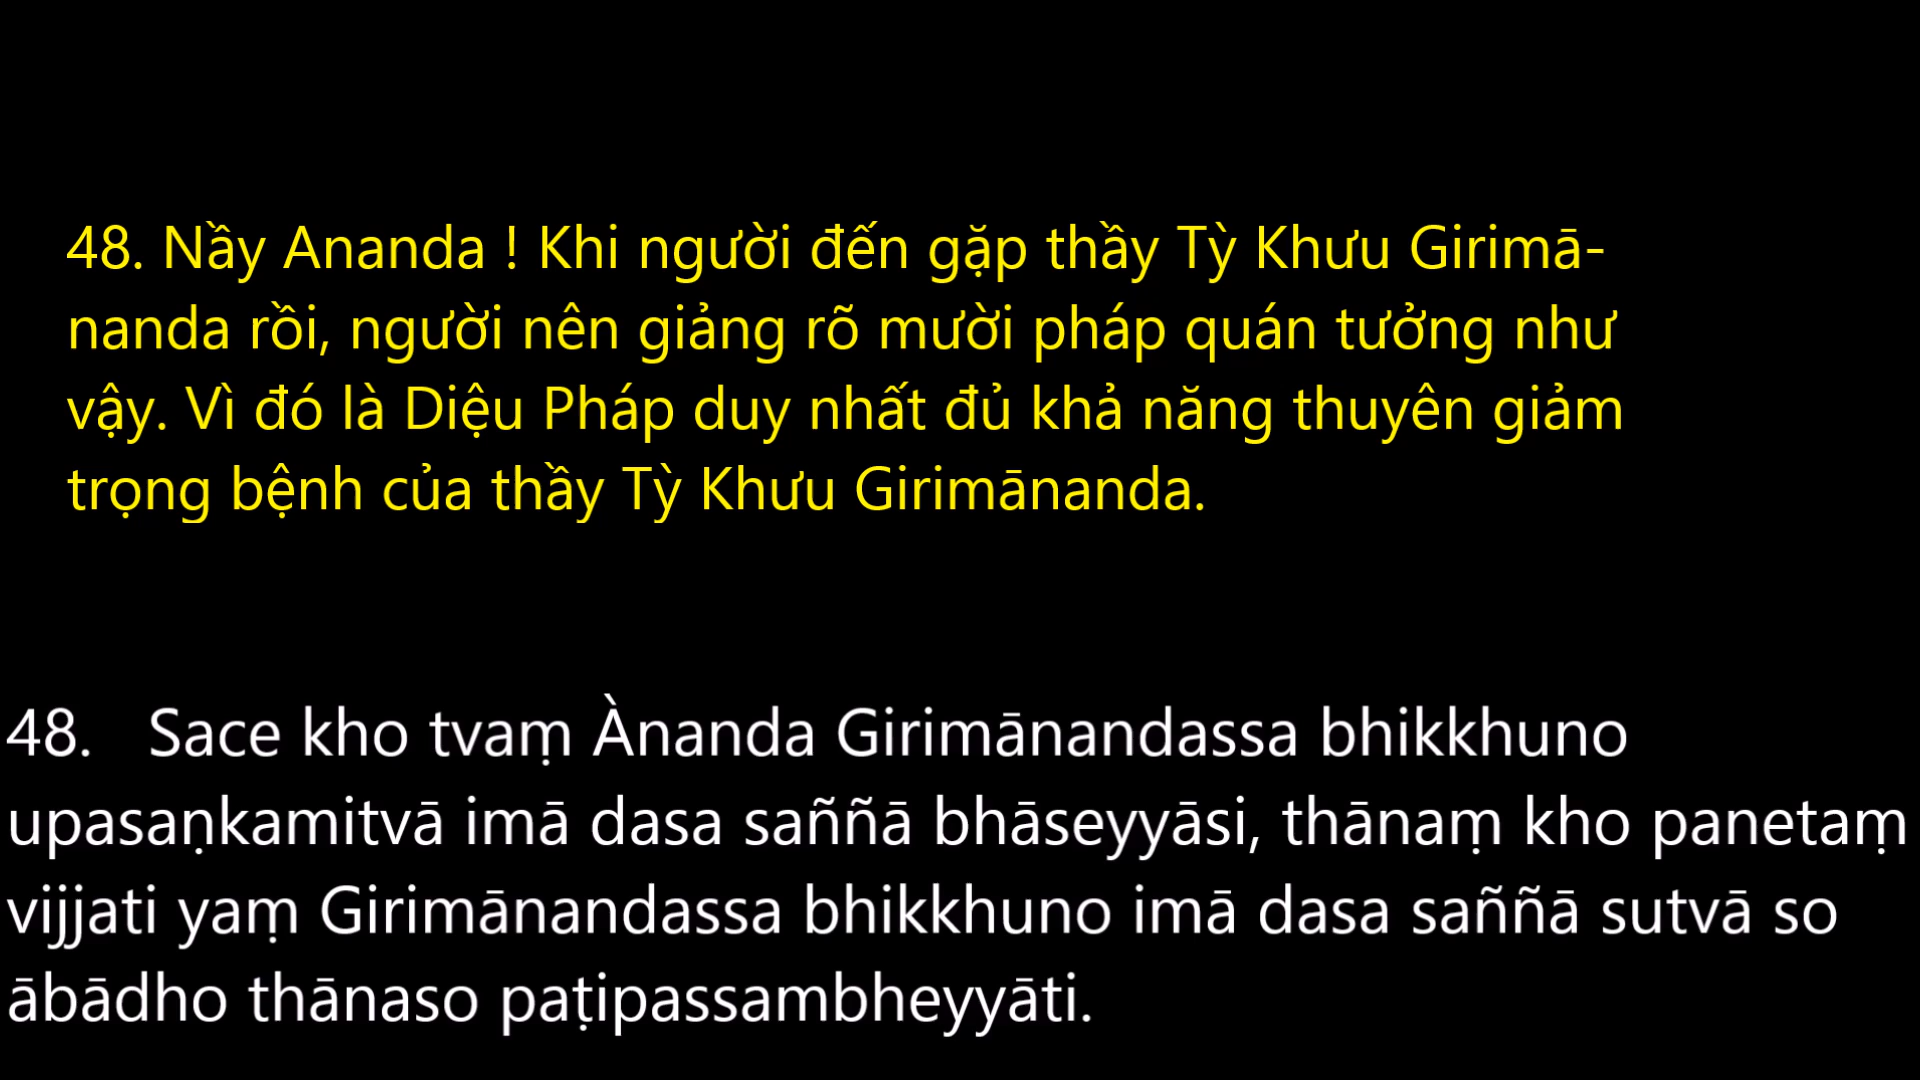 48. Nầy Ananda ! Khi người đến gặp thầy Tỳ Khưu Girimā-
nanda rồi, người nên giảng rõ mười pháp quán tưởng như
vậy. Vì đó là Diệu Pháp duy nhất đủ khả năng thuyên giảm
trọng bệnh của thầy Tỳ Khưu Girimānanda.
48. Sace kho tvaṃ Ànanda Girimānandassa bhikkhuno
upasaṇkamitvā imā dasa saññā bhāseyyāsi, thānaṃ kho panetaṃ
vijjati yaṃ Girimānandassa bhikkhuno imā dasa saññā sutvā so
ābādho thānaso paṭipassambheyyāti.